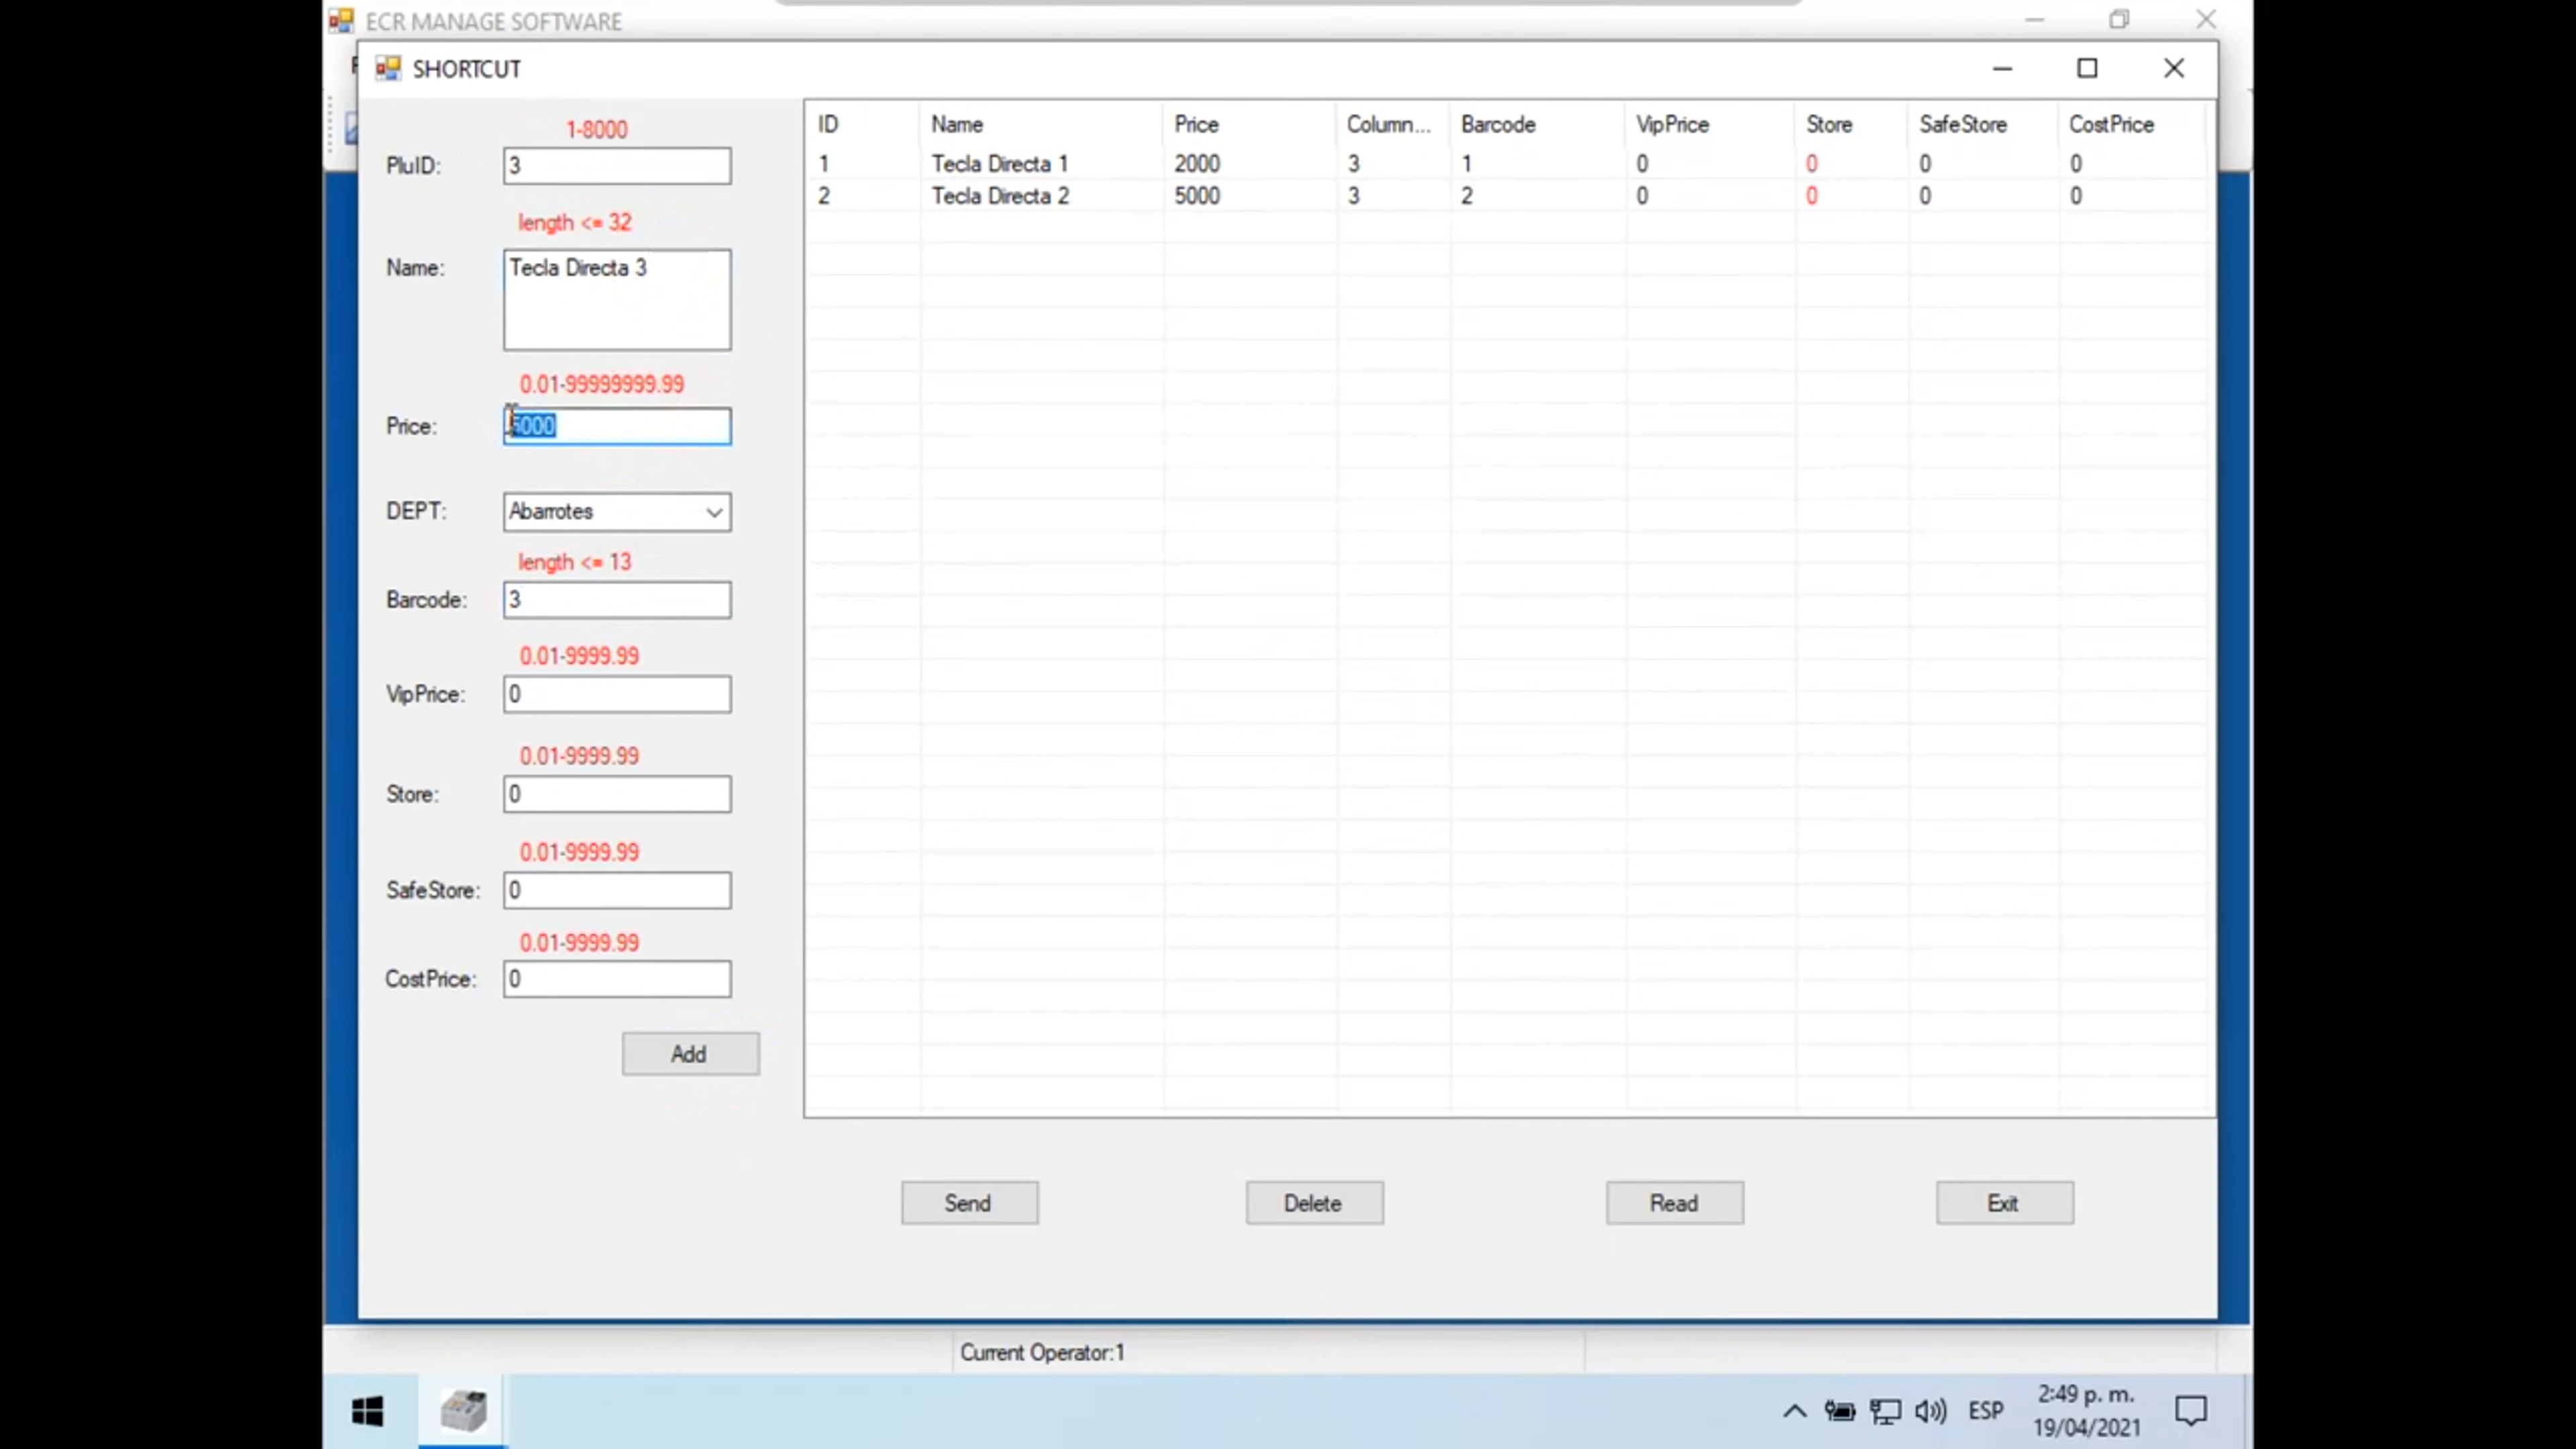 ECR MANAGE SOFTWARE
SHORTCUT
1-8000
PluID: 3
length <= 32
Name: Tecla Directa 3
0.01-99999999.99
Price: 5000
DEPT: Abarrotes
length <= 13
Barcode: 3
0.01-9999.99
VipPrice: 0
0.01-9999.99
Store: 0
0.01-9999.99
SafeStore: 0
0.01-9999.99
CostPrice: 0
Add
ID Name Price Column... Barcode VipPrice Store SafeStore CostPrice
1 Tecla Directa 1 2000 3 1 0 0 0 0
2 Tecla Directa 2 5000 3 2 0 0 0 0
Send Delete Read Exit
Current Operator:1
ESP
2:49 p. m.
19/04/2021